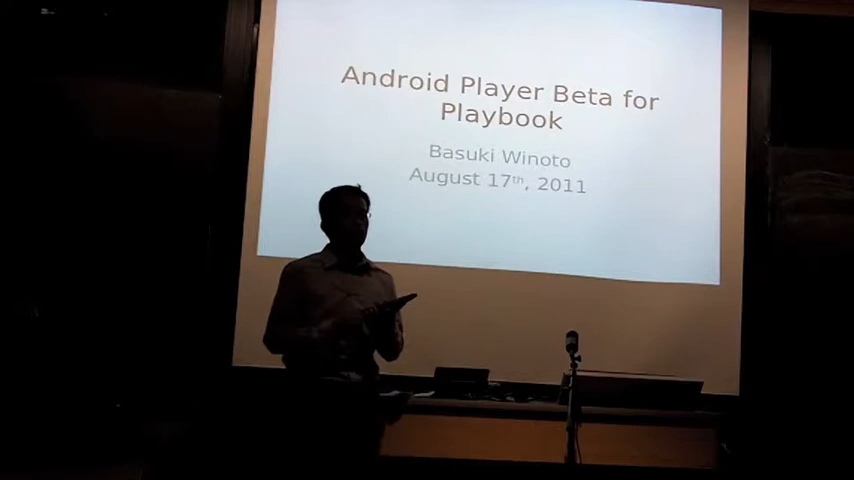 Android Player Beta for
Playbook
Basuki Winoto
August 17th, 2011